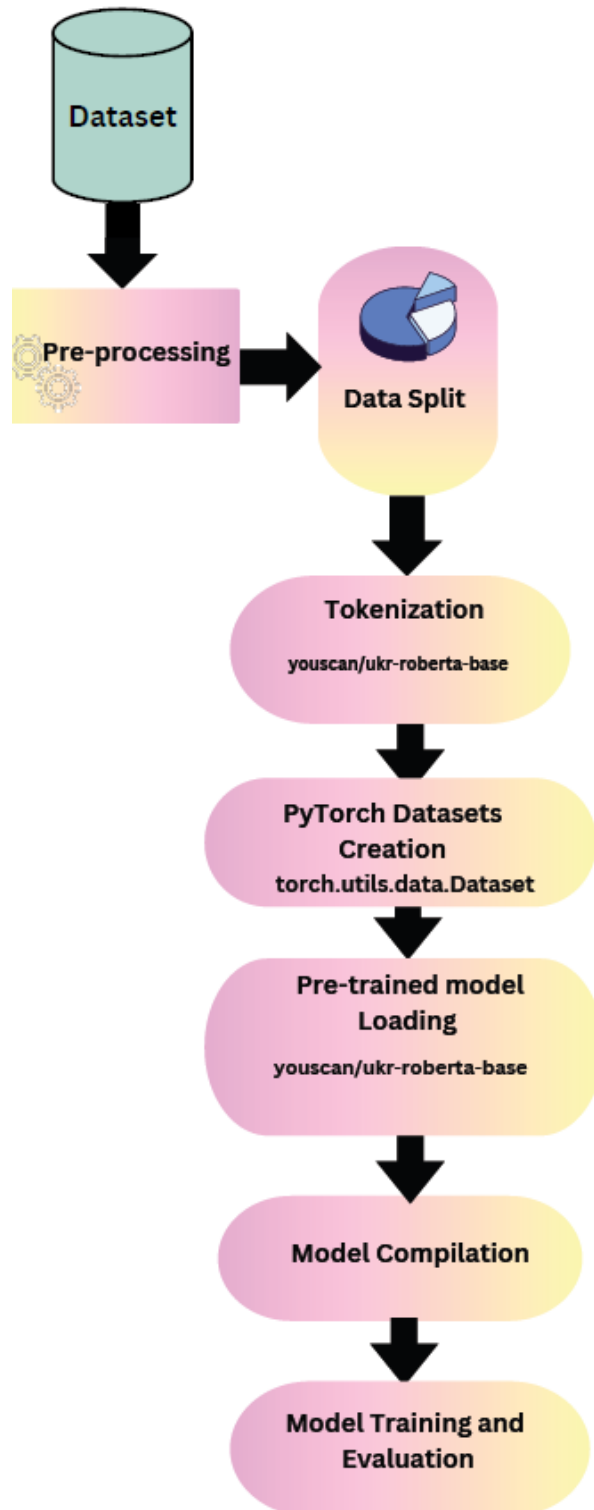 Dataset
Pre-processing
Data Split
Tokenization
youscan/ukr-roberta-base
PyTorch Datasets
Creation
torch.utils.data.Dataset
Pre-trained model
Loading
youscan/ukr-roberta-base
Model Compilation
Model Training and
Evaluation